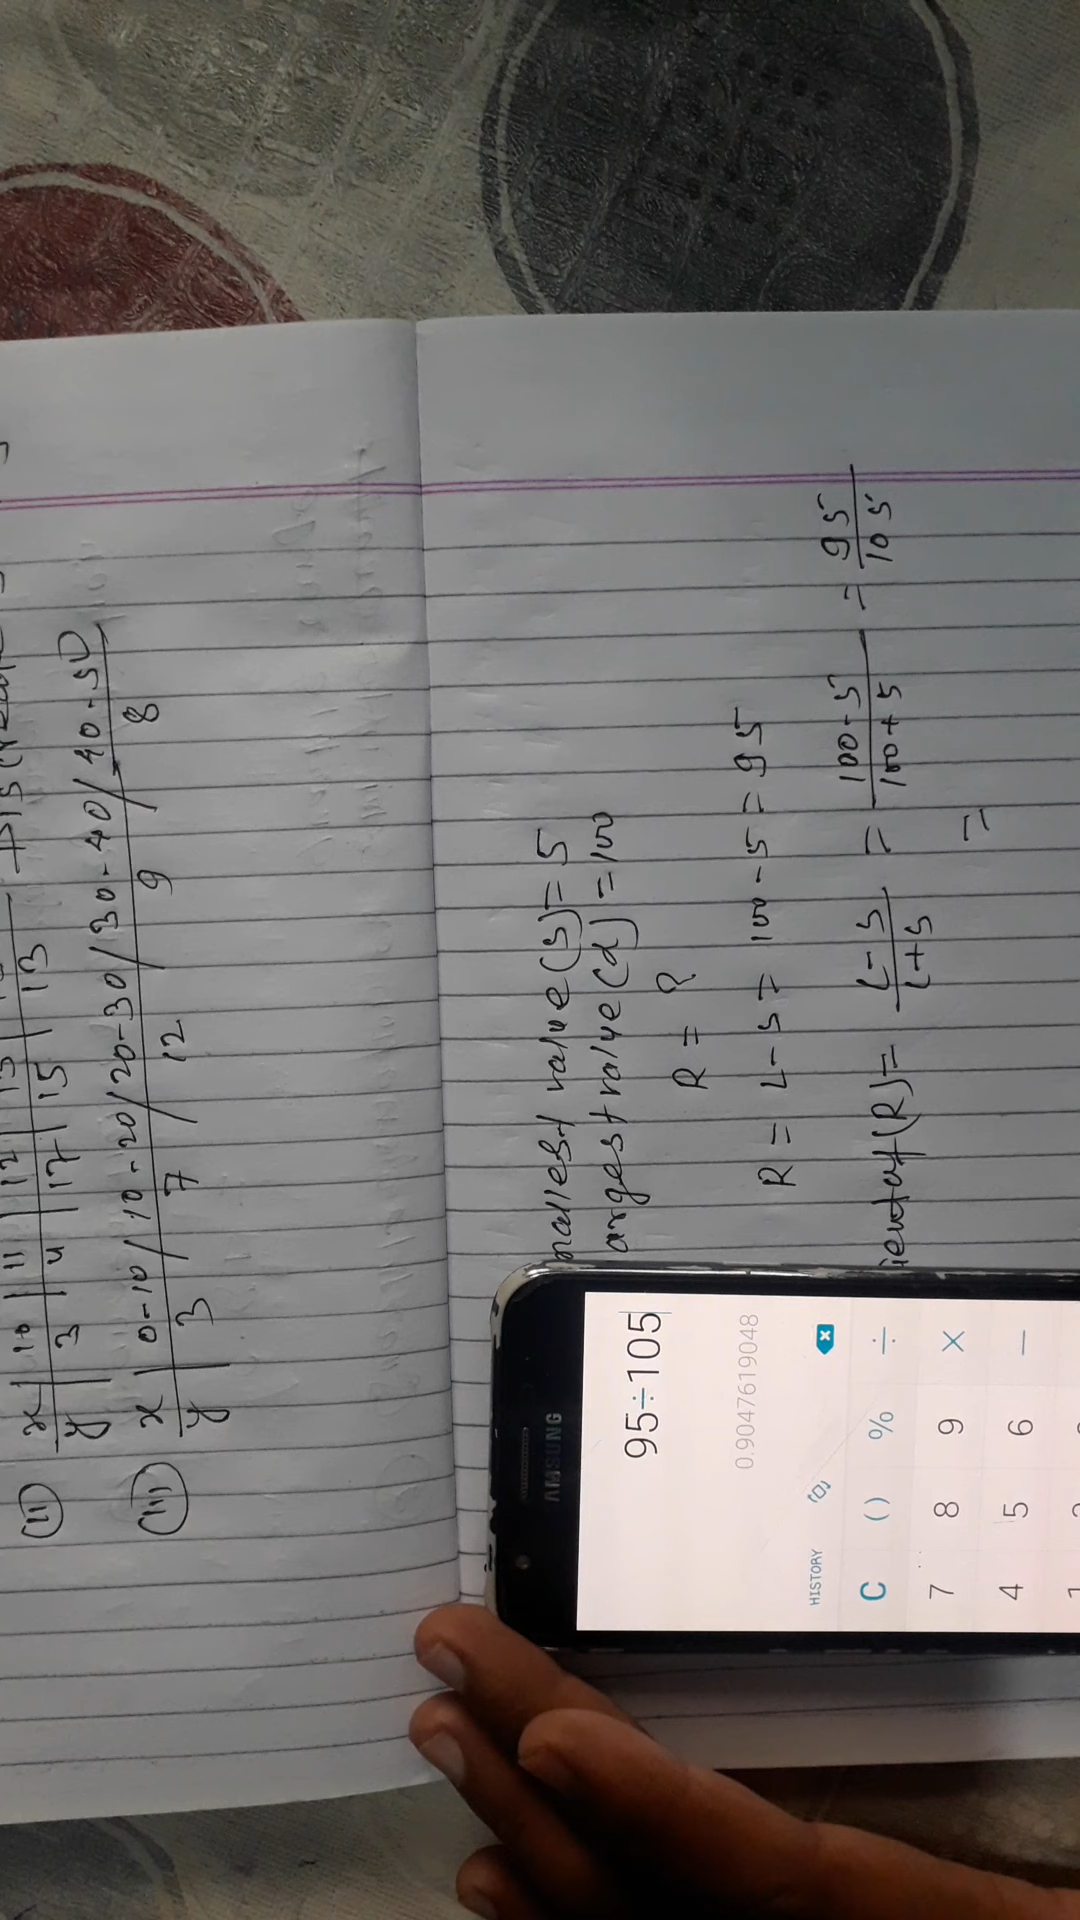 (ii) x | 10 | 11 | 12 | 13
y | 3 | 4 | 17 | 15 | 13
(iii) x | 0-10 / 10-20 / 20-30 / 30-40 / 40-50
y | 3 / 7 / 12 / 9 / 8
mallest value (S) = 5
argest value (L) = 100
R = ?
R = L-S = 100-5 = 95
ient of (R) = L-S / L+S = 100-5 / 100+5 = 95 / 105
=
SAMSUNG
95÷105
0.9047619048
HISTORY
C () % ÷
7 8 9 ×
4 5 6 −